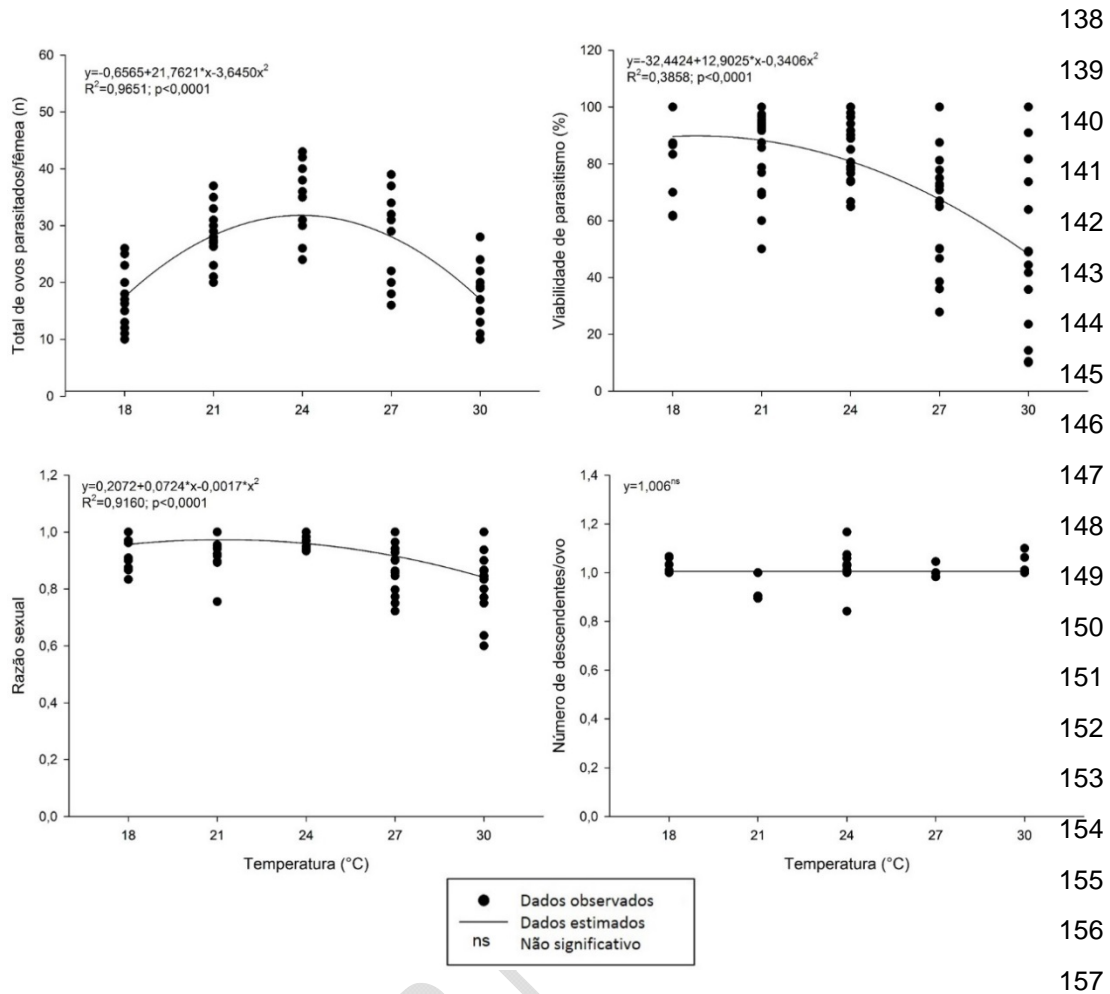 60
50
40
30
20
10
0
Total de ovos parasitados/fêmea (n)
y=-0,6565+21,7621*x-3,6450x²
R²=0,9651; p<0,0001
18 21 24 27 30
120
100
80
60
40
20
0
Viabilidade de parasitismo (%)
y=-32,4424+12,9025*x-0,3406x²
R²=0,3858; p<0,0001
18 21 24 27 30
1,2
1,0
0,8
0,6
0,4
0,2
0,0
Razão sexual
y=0,2072+0,0724*x-0,0017*x²
R²=0,9160; p<0,0001
18 21 24 27 30
Temperatura (°C)
1,4
1,2
1,0
0,8
0,6
0,4
0,2
0,0
Número de descendentes/ovo
y=1,006ns
18 21 24 27 30
Temperatura (°C)
Dados observados
Dados estimados
ns Não significativo
138
139
140
141
142
143
144
145
146
147
148
149
150
151
152
153
154
155
156
157